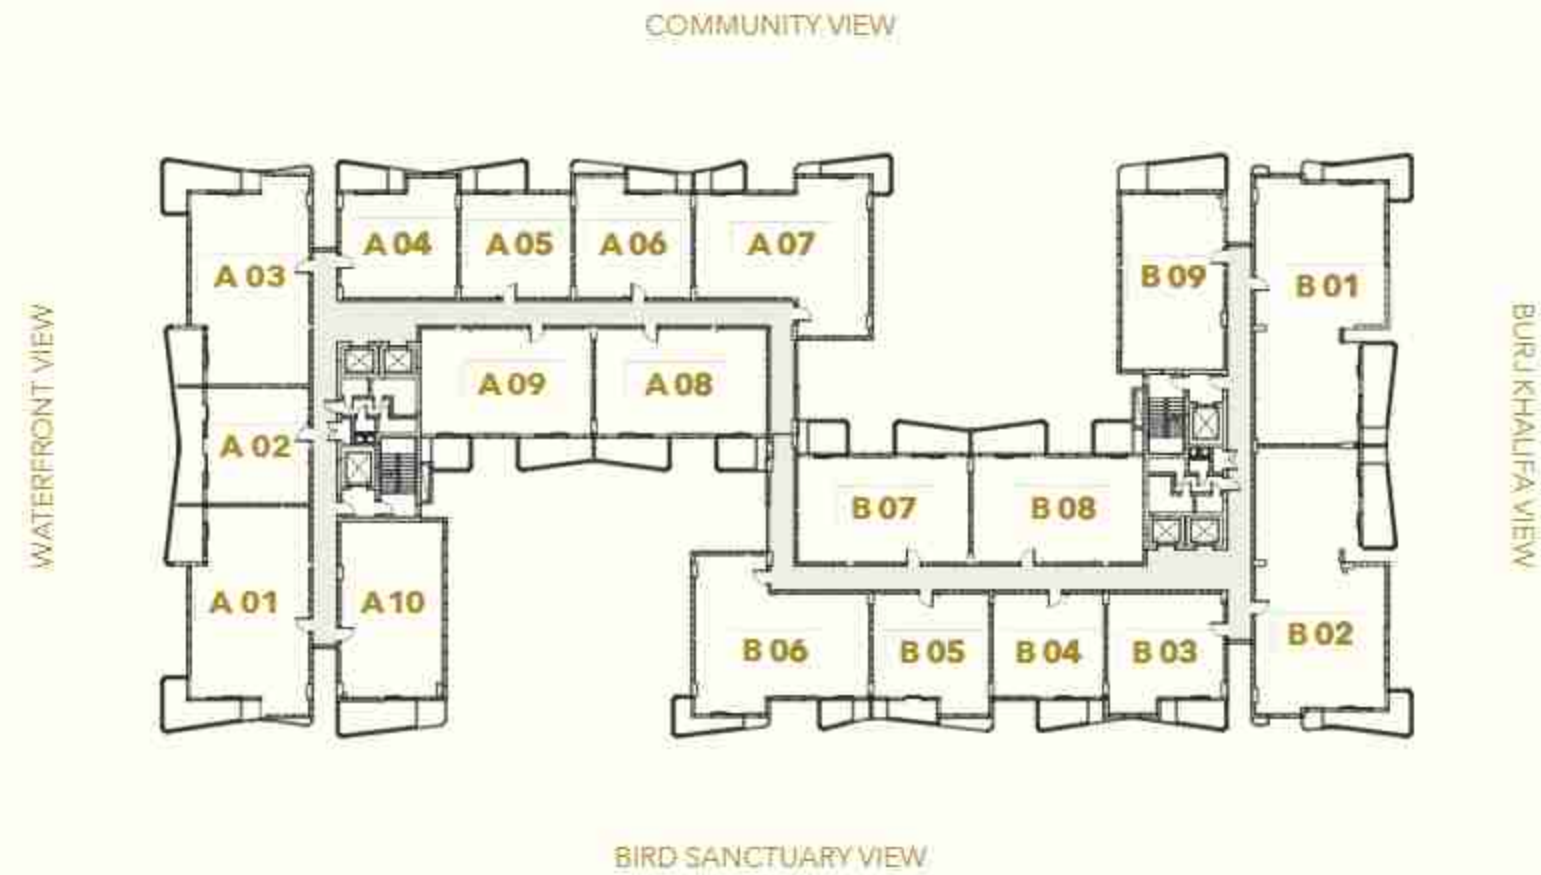 COMMUNITY VIEW
A 03
A 04
A 05
A 06
A 07
B 09
B 01
A 09
A 08
WATERFRONT VIEW
BURJ KHALIFA VIEW
A 02
B 07
B 08
A 01
A 10
B 06
B 05
B 04
B 03
B 02
BIRD SANCTUARY VIEW